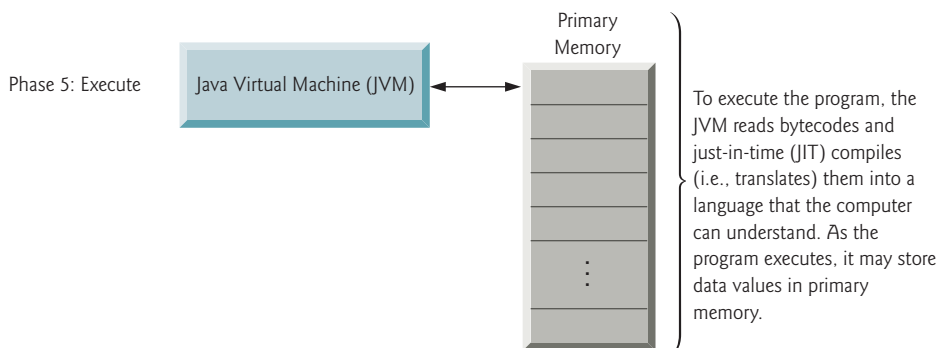 Primary
Memory
Phase 5: Execute
Java Virtual Machine (JVM)
To execute the program, the
JVM reads bytecodes and
just-in-time (JIT) compiles
(i.e., translates) them into a
language that the computer
can understand. As the
program executes, it may store
data values in primary
memory.